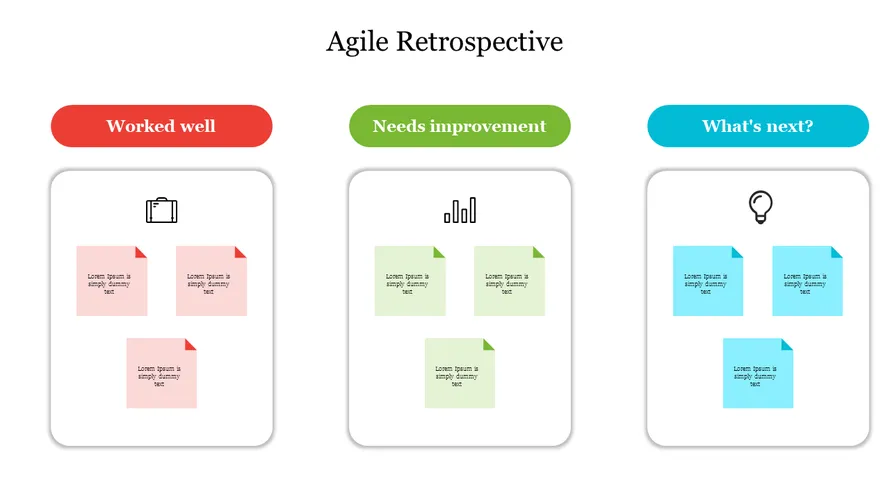 Agile Retrospective
Worked well
Needs improvement
What's next?
Lorem Ipsum is
simply dummy
text
Lorem Ipsum is
simply dummy
text
Lorem Ipsum is
simply dummy
text
Lorem Ipsum is
simply dummy
text
Lorem Ipsum is
simply dummy
text
Lorem Ipsum is
simply dummy
text
Lorem Ipsum is
simply dummy
text
Lorem Ipsum is
simply dummy
text
Lorem Ipsum is
simply dummy
text